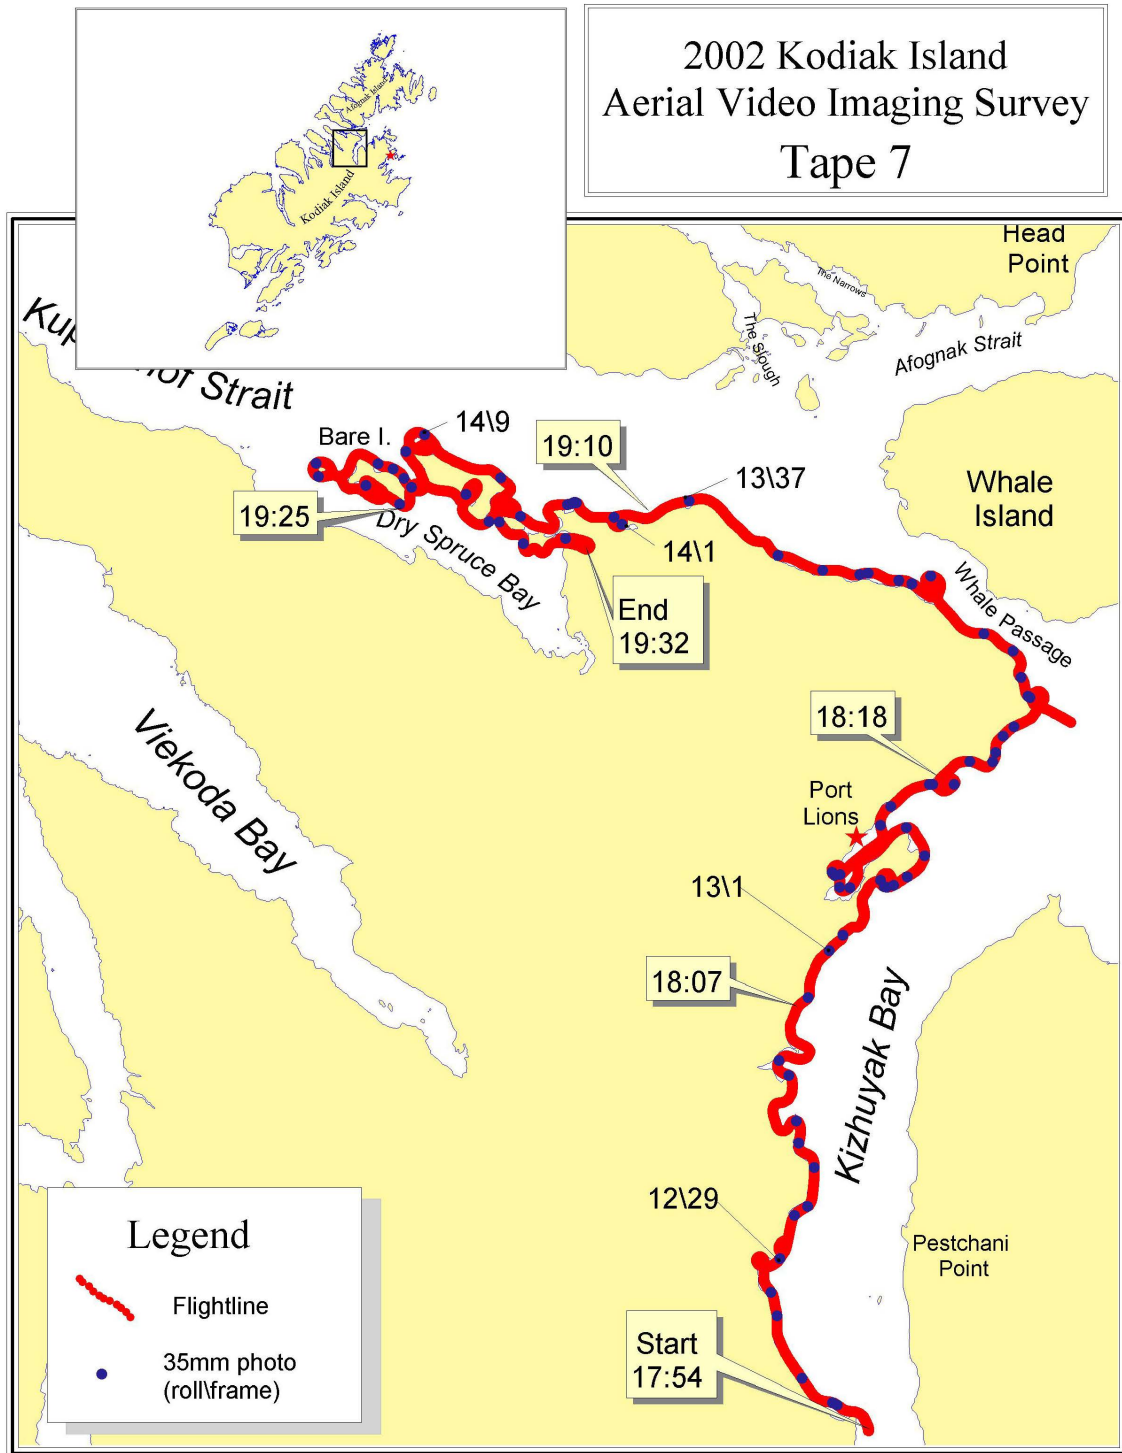 2002 Kodiak Island
Aerial Video Imaging Survey
Tape 7
Afognak Island
Kodiak Island
Head
Point
The Narrows
The Slough
Afognak Strait
Strait
Bare I.
14\9
19:10
13\37
Whale
Island
19:25
14\1
Dry Spruce Bay
Whale Passage
End
19:32
18:18
Viekoda Bay
Port
Lions
13\1
18:07
Kizhuyak Bay
12\29
Pestchani
Point
Start
17:54
Legend
Flightline
35mm photo
(roll\frame)